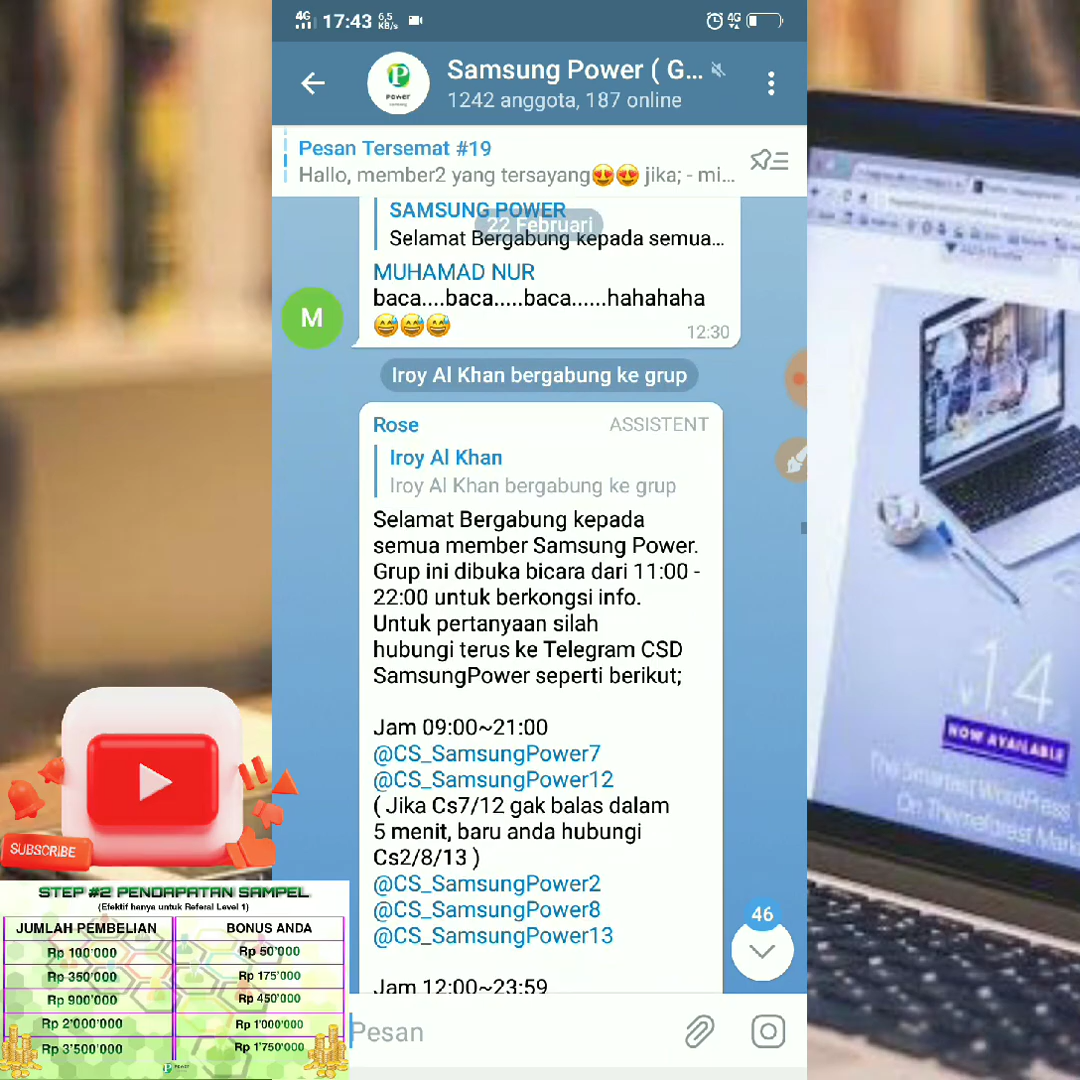 4G 17:43 6,5 KB/s 4G
Samsung Power ( G...
1242 anggota, 187 online
Power
Pesan Tersemat #19
Hallo, member2 yang tersayang😍😍 jika; - mi...
SAMSUNG POWER
22 Februari
Selamat Bergabung kepada semua...
MUHAMAD NUR
baca....baca.....baca......hahahaha
😅😅😅
12:30
M
Iroy Al Khan bergabung ke grup
Rose ASSISTENT
Iroy Al Khan
Iroy Al Khan bergabung ke grup
Selamat Bergabung kepada
semua member Samsung Power.
Grup ini dibuka bicara dari 11:00 -
22:00 untuk berkongsi info.
Untuk pertanyaan silah
hubungi terus ke Telegram CSD
SamsungPower seperti berikut;
Jam 09:00~21:00
@CS_SamsungPower7
@CS_SamsungPower12
( Jika Cs7/12 gak balas dalam
5 menit, baru anda hubungi
Cs2/8/13 )
@CS_SamsungPower2
@CS_SamsungPower8
@CS_SamsungPower13
46
Jam 12:00~23:59
Pesan
SUBSCRIBE
STEP #2 PENDAPATAN SAMPEL
(Efektif hanya untuk Referal Level 1)
JUMLAH PEMBELIAN BONUS ANDA
Rp 100'000 Rp 50'000
Rp 350'000 Rp 175'000
Rp 900'000 Rp 450'000
Rp 2'000'000 Rp 1'000'000
Rp 3'500'000 Rp 1'750'000
v1.4
NOW AVAILABLE
The Smartest WordPress
On Themeforest